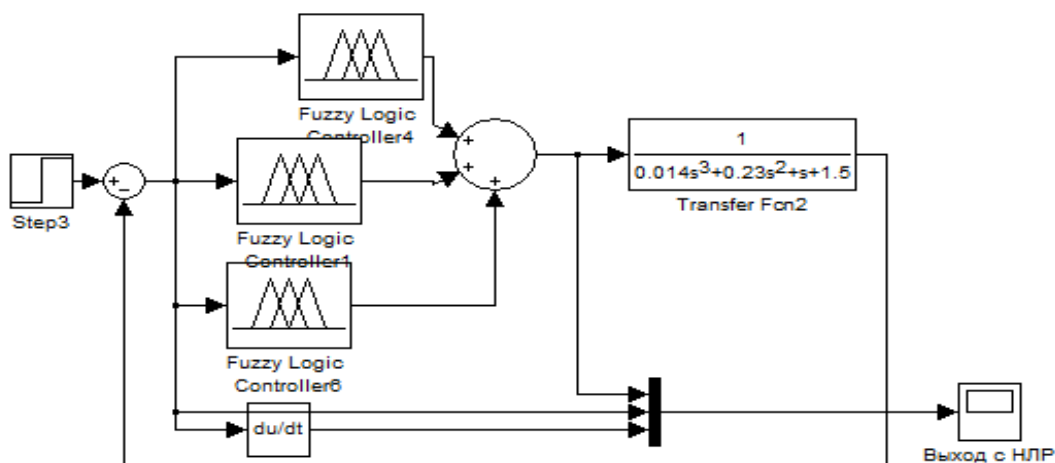 Fuzzy Logic
Controller4
+
+
+
1
0.014s3+0.23s2+s+1.5
Transfer Fcn2
+
−
Step3
Fuzzy Logic
Controller1
Fuzzy Logic
Controller6
du/dt
Выход с НЛР